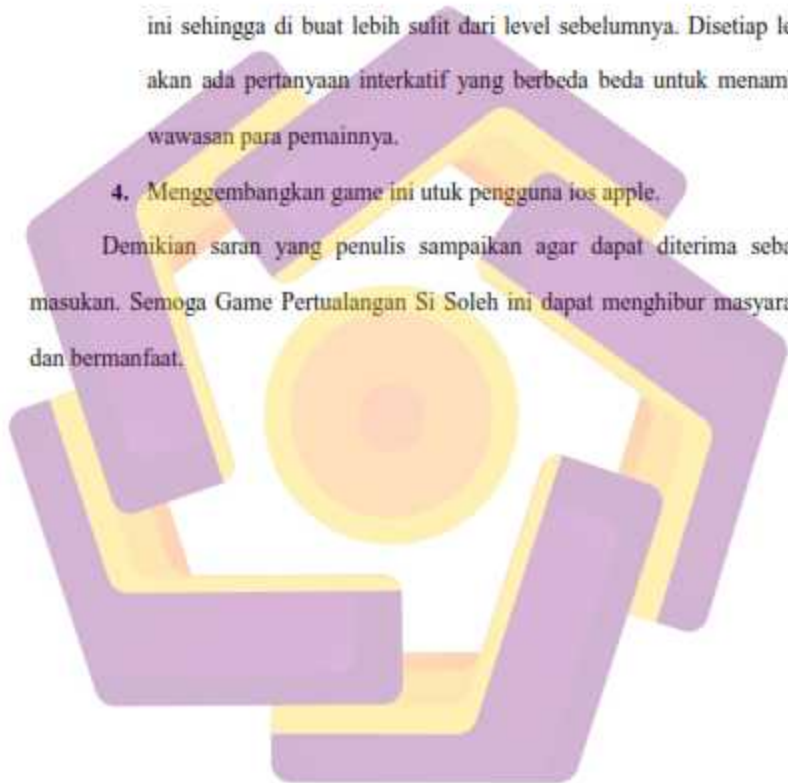 ini sehingga di buat lebih sulit dari level sebelumnya. Disetiap le
akan ada pertanyaan interkatif yang berbeda beda untuk menam
wawasan para pemainnya.
4. Menggembangkan game ini utuk pengguna ios apple.
Demikian saran yang penulis sampaikan agar dapat diterima seba
masukan. Semoga Game Pertualangan Si Soleh ini dapat menghibur masyara
dan bermanfaat.